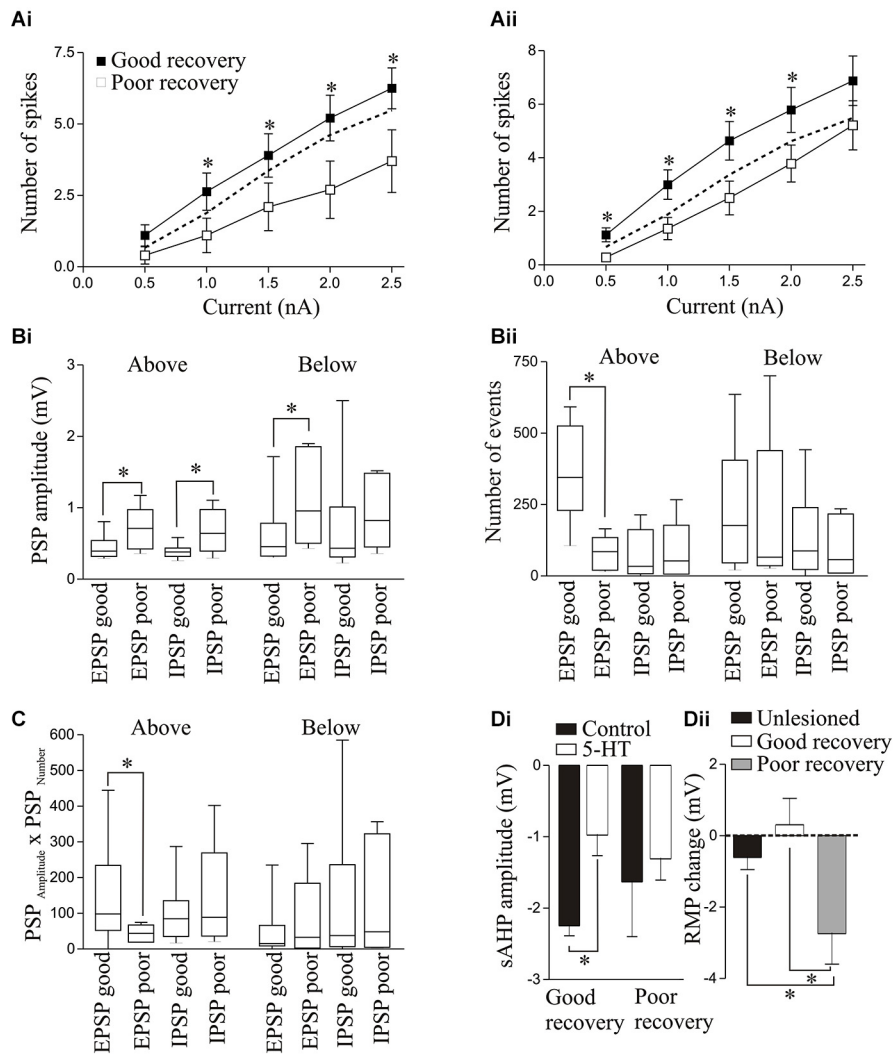 Ai
Good recovery
Poor recovery
Number of spikes
7.5
5.0
2.5
0.0
* * * *
0.0 0.5 1.0 1.5 2.0 2.5
Current (nA)
Aii
Number of spikes
8
6
4
2
0
* * * *
0.0 0.5 1.0 1.5 2.0 2.5
Current (nA)
Bi
Above Below
PSP amplitude (mV)
3
2
1
0
* * *
EPSP good
EPSP poor
IPSP good
IPSP poor
EPSP good
EPSP poor
IPSP good
IPSP poor
Bii
Above Below
Number of events
750
500
250
0
*
EPSP good
EPSP poor
IPSP good
IPSP poor
EPSP good
EPSP poor
IPSP good
IPSP poor
C
Above Below
PSP Amplitude x PSP Number
600
500
400
300
200
100
0
*
EPSP good
EPSP poor
IPSP good
IPSP poor
EPSP good
EPSP poor
IPSP good
IPSP poor
Di
Control
5-HT
sAHP amplitude (mV)
0
-1
-2
-3
*
Good recovery
Poor recovery
Dii
Unlesioned
Good recovery
Poor recovery
RMP change (mV)
2
0
-2
-4
*
*